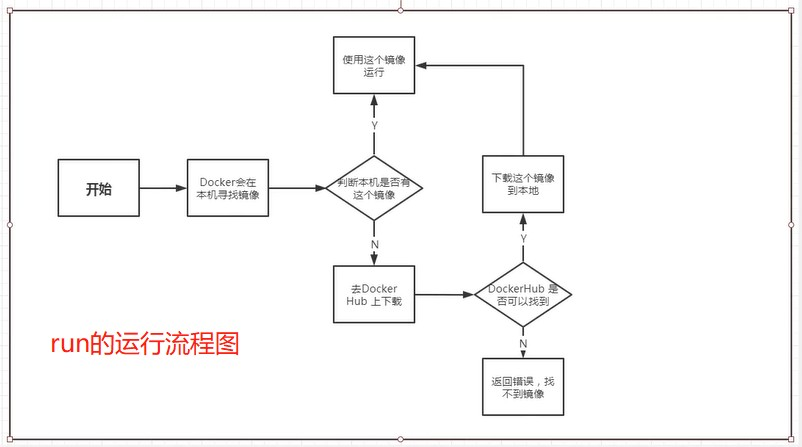 使用这个镜像
运行
Y
开始
Docker会在
本机寻找镜像
判断本机是否有
这个镜像
下载这个镜像
到本地
N
Y
去Docker
Hub 上下载
DockerHub 是
否可以找到
run的运行流程图
N
返回错误，找
不到镜像